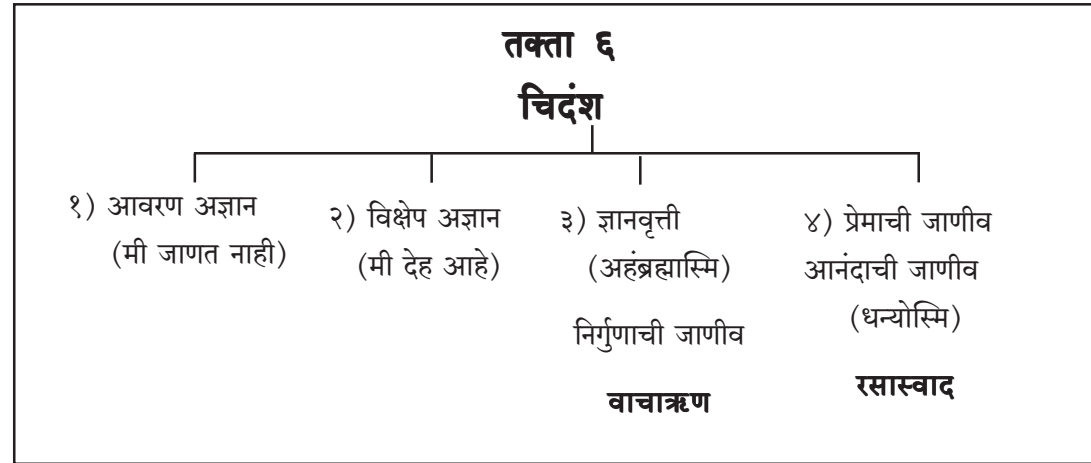 तक्ता ६
चिदंश
१) आवरण अज्ञान
(मी जाणत नाही)
२) विक्षेप अज्ञान
(मी देह आहे)
३) ज्ञानवृत्ती
(अहंब्रह्मास्मि)
निर्गुणाची जाणीव
वाचाऋण
४) प्रेमाची जाणीव
आनंदाची जाणीव
(धन्योस्मि)
रसास्वाद